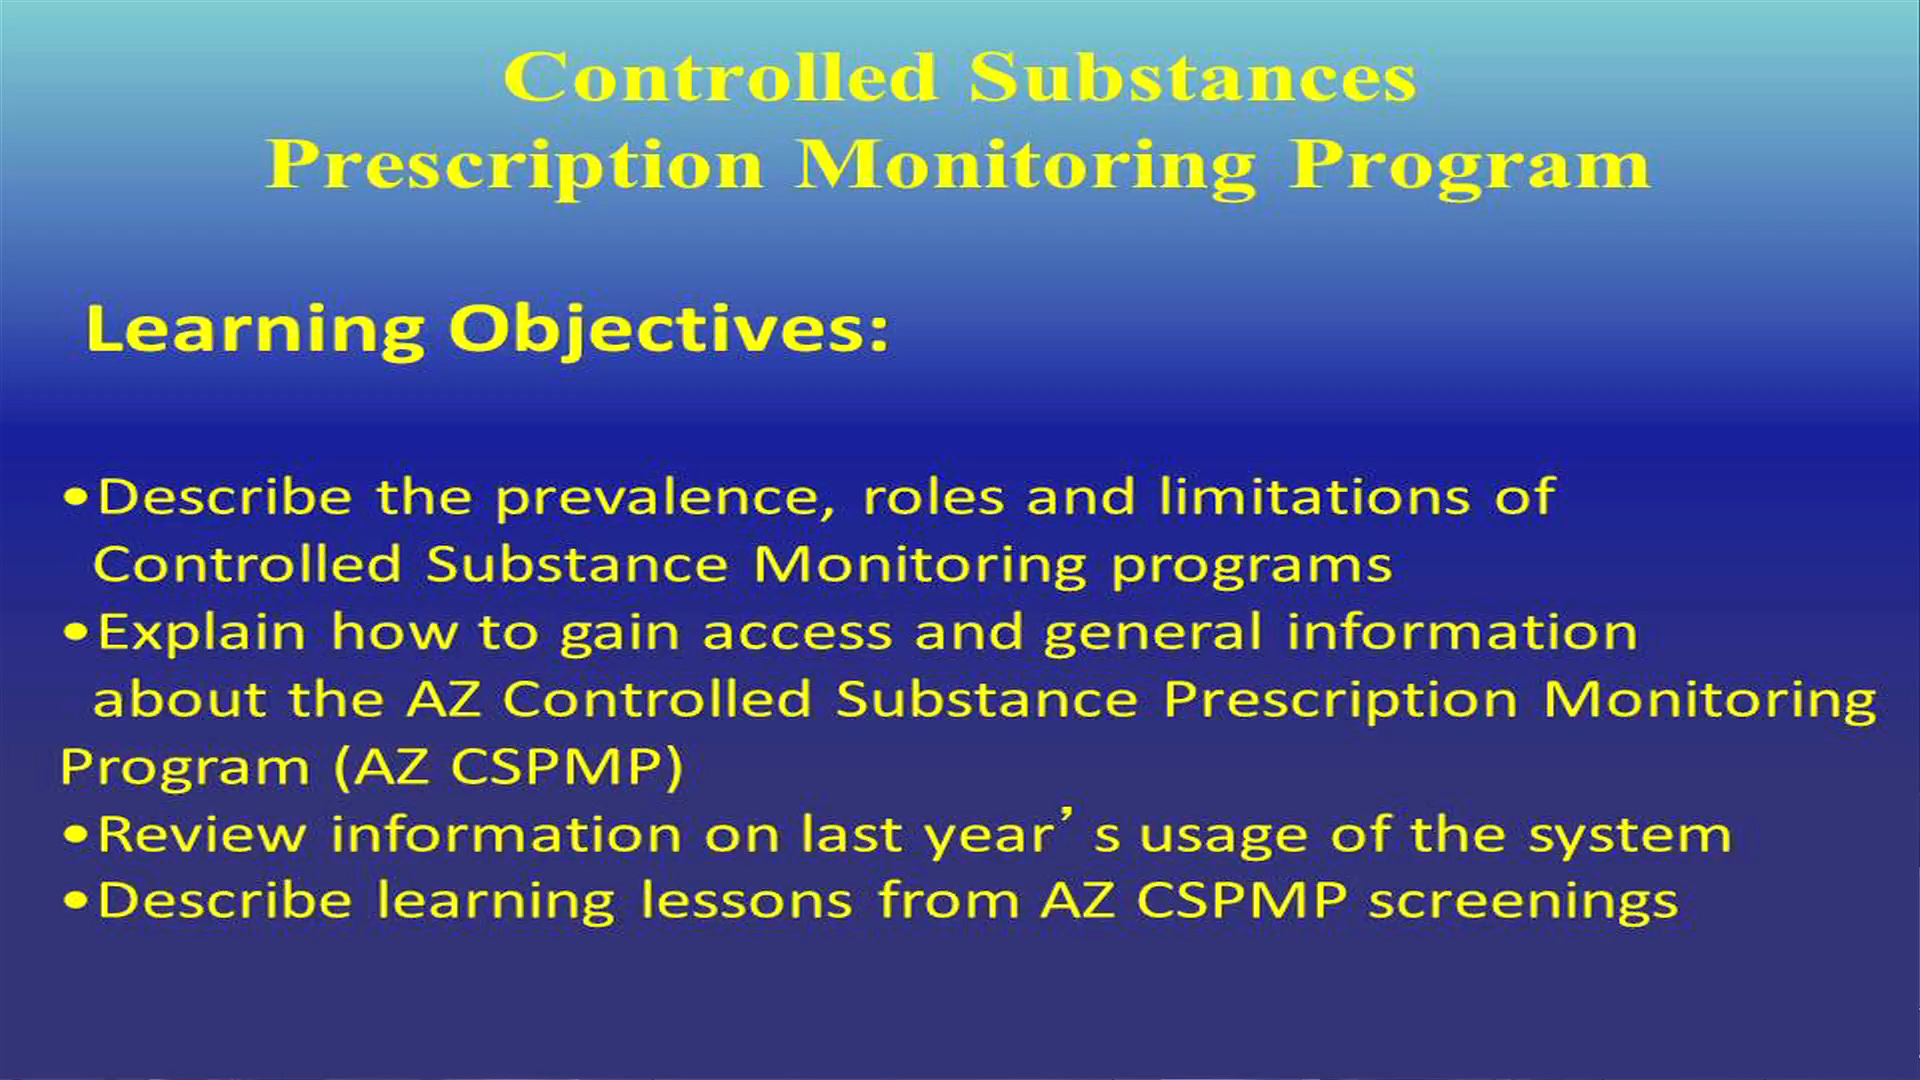 Controlled Substances
Prescription Monitoring Program
Learning Objectives:
•Describe the prevalence, roles and limitations of
Controlled Substance Monitoring programs
•Explain how to gain access and general information
about the AZ Controlled Substance Prescription Monitoring
Program (AZ CSPMP)
•Review information on last year’s usage of the system
•Describe learning lessons from AZ CSPMP screenings